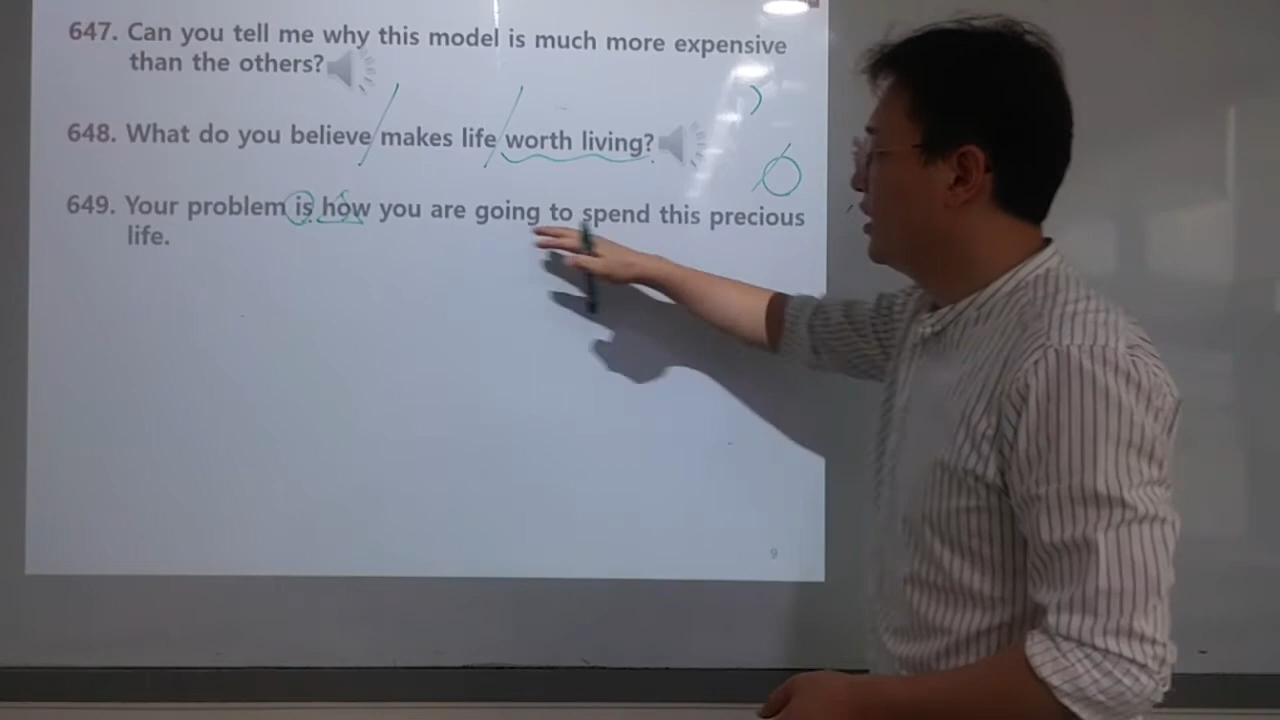 647. Can you tell me why this model is much more expensive
than the others?
648. What do you believe makes life worth living?
649. Your problem is how you are going to spend this precious
life.
9